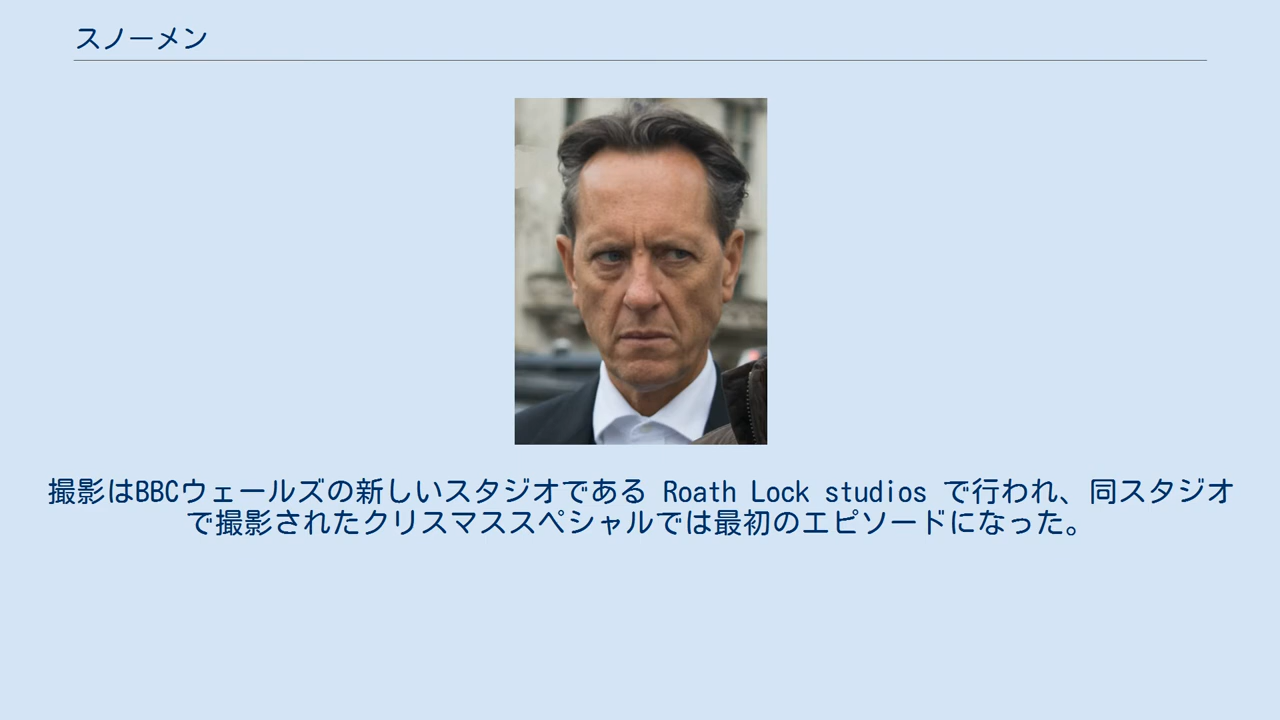 スノーメン
撮影はBBCウェールズの新しいスタジオである Roath Lock studios で行われ、同スタジオ
で撮影されたクリスマススペシャルでは最初のエピソードになった。